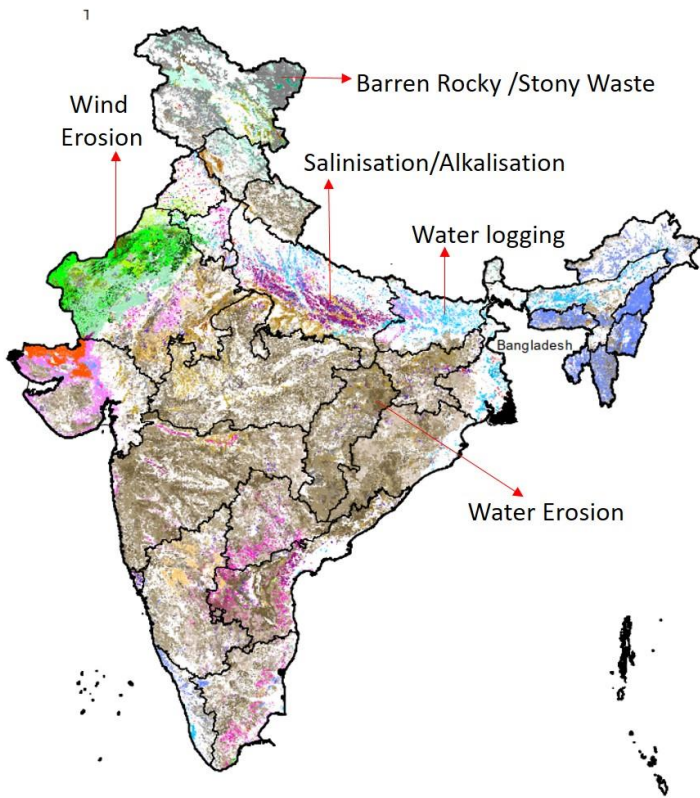 1
Barren Rocky /Stony Waste
Wind
Erosion
Salinisation/Alkalisation
Water logging
Bangladesh
Water Erosion